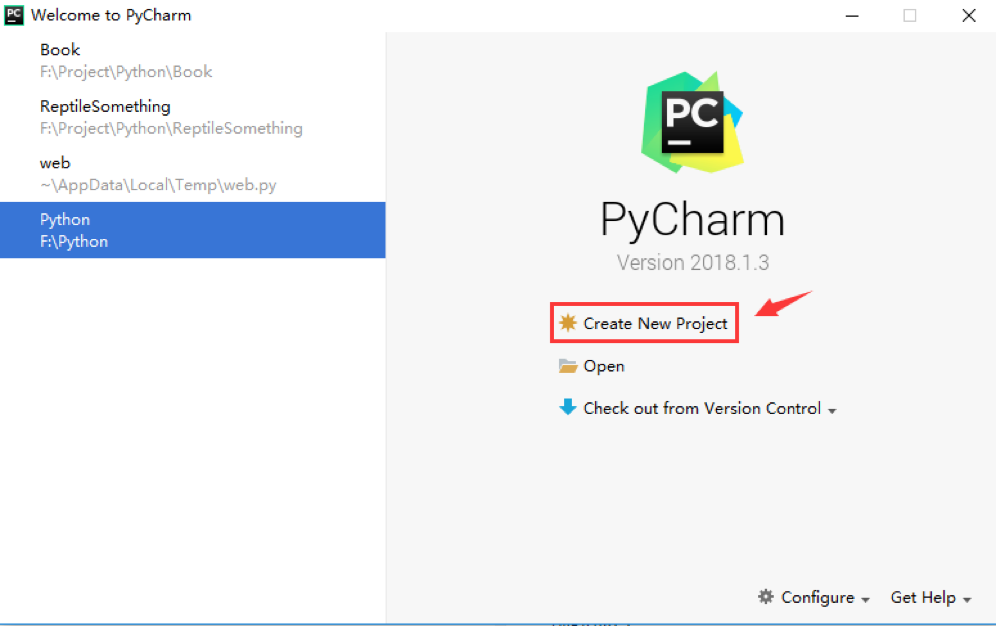 PC Welcome to PyCharm
Book
F:\Project\Python\Book
ReptileSomething
F:\Project\Python\ReptileSomething
web
~\AppData\Local\Temp\web.py
Python
F:\Python
PC
PyCharm
Version 2018.1.3
Create New Project
Open
Check out from Version Control
Configure
Get Help